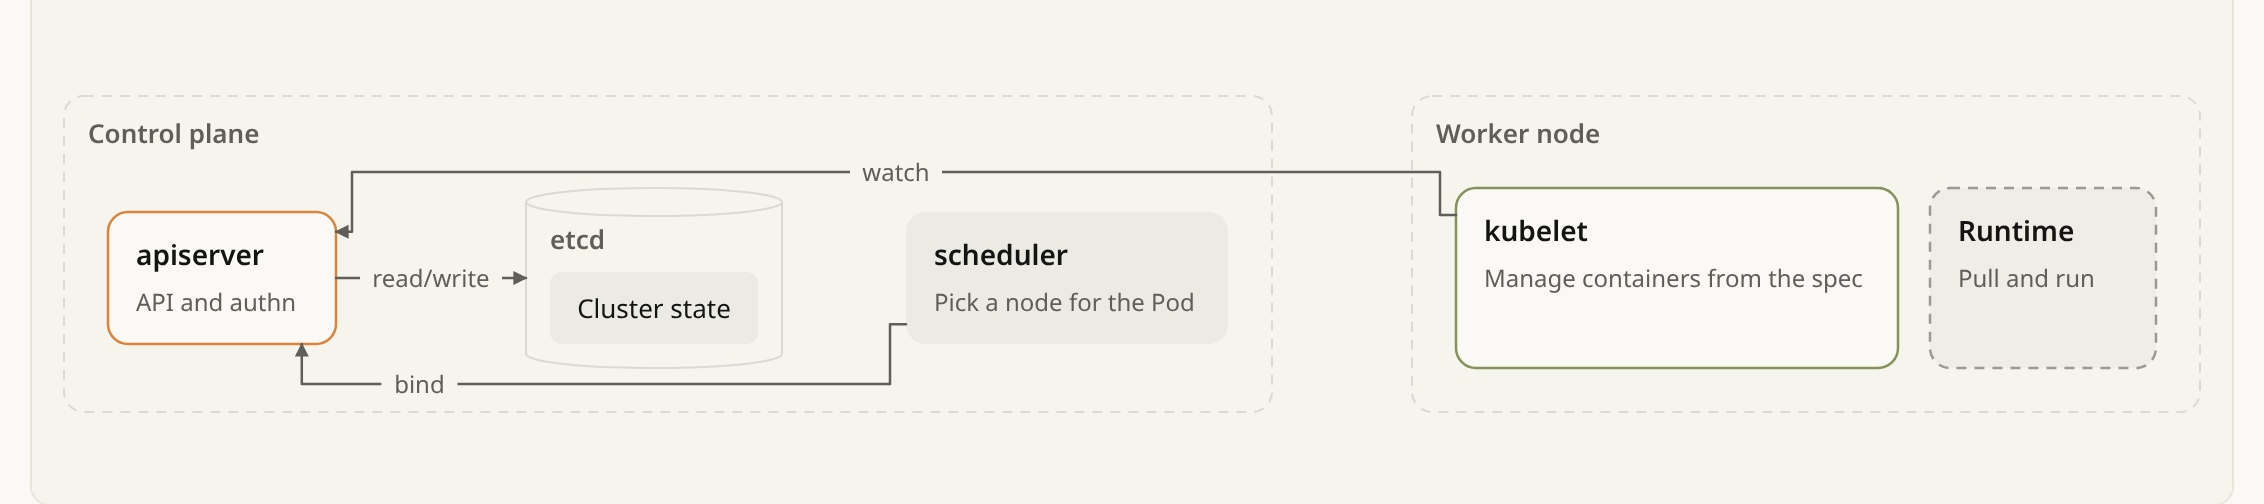 Control plane
Worker node
watch
apiserver
API and authn
read/write
etcd
Cluster state
scheduler
Pick a node for the Pod
bind
kubelet
Manage containers from the spec
Runtime
Pull and run